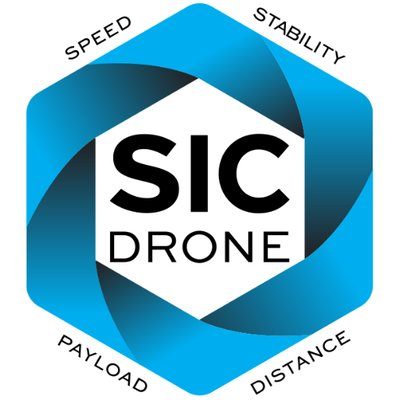 SPEED
STABILITY
SIC
DRONE
PAYLOAD
DISTANCE